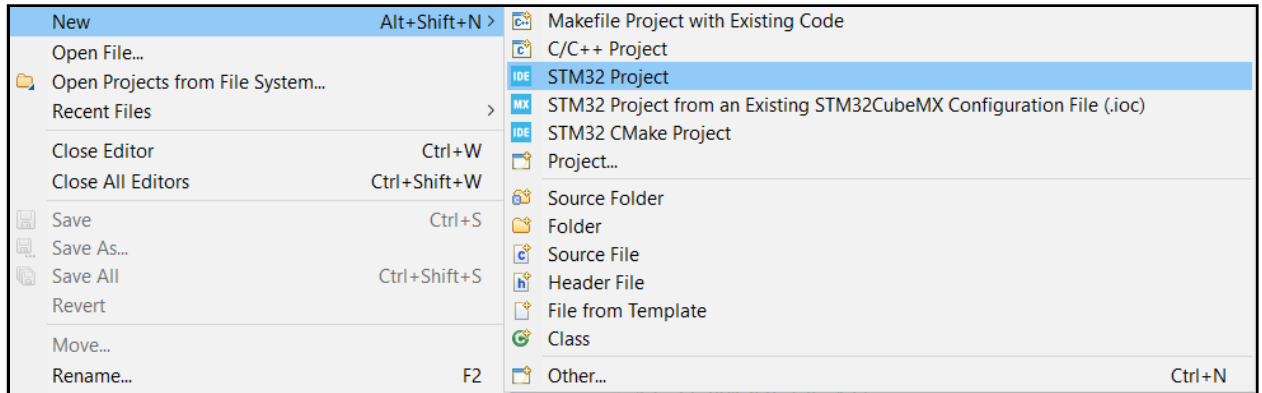 New Alt+Shift+N >
Open File...
Open Projects from File System...
Recent Files >
Close Editor Ctrl+W
Close All Editors Ctrl+Shift+W
Save Ctrl+S
Save As...
Save All Ctrl+Shift+S
Revert
Move...
Rename... F2
Makefile Project with Existing Code
C/C++ Project
IDE STM32 Project
MX STM32 Project from an Existing STM32CubeMX Configuration File (.ioc)
IDE STM32 CMake Project
Project...
Source Folder
Folder
c Source File
h Header File
File from Template
C Class
Other... Ctrl+N